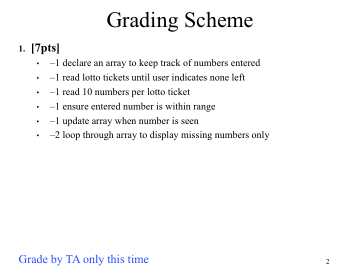 Grading Scheme
1. [7pts]
• –1 declare an array to keep track of numbers entered
• –1 read lotto tickets until user indicates none left
• –1 read 10 numbers per lotto ticket
• –1 ensure entered number is within range
• –1 update array when number is seen
• –2 loop through array to display missing numbers only
Grade by TA only this time
2